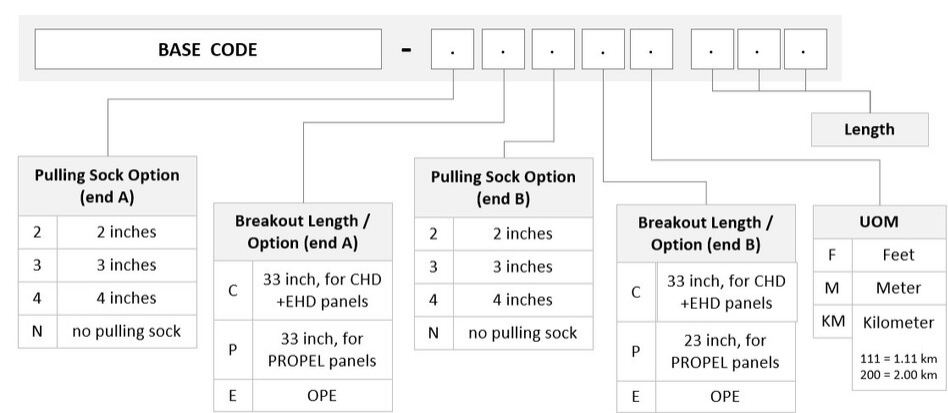 BASE CODE - . . . . . . . .
Length
Pulling Sock Option
(end A)
2 2 inches
3 3 inches
4 4 inches
N no pulling sock
Breakout Length /
Option (end A)
C 33 inch, for CHD
+EHD panels
P 33 inch, for
PROPEL panels
E OPE
Pulling Sock Option
(end B)
2 2 inches
3 3 inches
4 4 inches
N no pulling sock
Breakout Length /
Option (end B)
C 33 inch, for CHD
+EHD panels
P 23 inch, for
PROPEL panels
E OPE
UOM
F Feet
M Meter
KM Kilometer
111 = 1.11 km
200 = 2.00 km